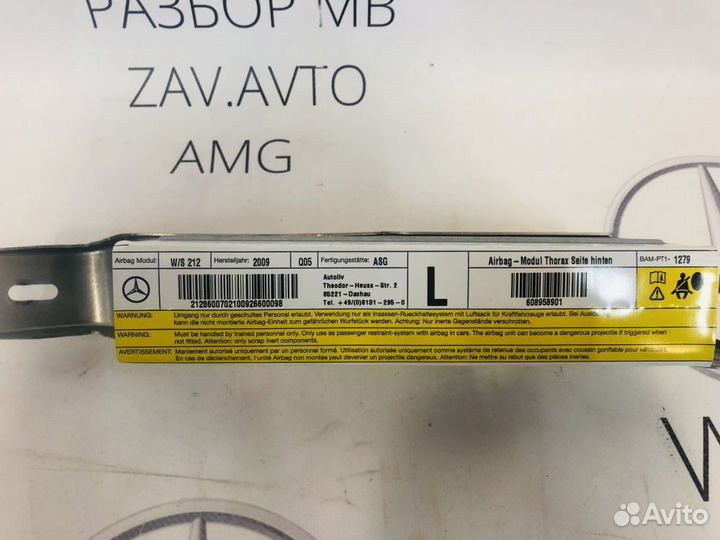 РАЗБОР МВ
ZAV.AVTO
AMG
Airbag Modul: W/S 212 Herstelljahr: 2009 Q05 Fertigungsstätte: ASG L Airbag - Modul Thorax Seite hinten BAM-PT1- 1279
Autoliv
Theodor - Heuss - Str. 2
85221 - Dachau
Tel. +49/(0)8131-295-0
2128600702100926600098
608958901
WARNUNG: Umgang nur durch geschultes Personal erlaubt. Verwendung nur als Insassen-Rueckhaltesystem mit Luftsack für Kraftfahrzeuge erlaubt. Bei Auslösung
kann die nicht montierte Airbag-Einheit zum gefährlichen Wurfstück werden. Achtung: Nur inerte Gegenstände verschrotten.
WARNING: Must be handled by trained personnel only. Only use as passenger restraint-system with airbag in cars. The airbag unit can become a dangerous projectile if triggered when
not fitted. Attention: only scrap inert components.
AVERTISSEMENT: Maniement autorisé uniquement par un personnel formé. Utilisation autorisée uniquement comme système de retenue des occupants avec coussin gonflable pour
En cas de déclenchement, l'unité Airbag non montée peut devenir un projectile dangereux. Attention: Ne mettre au rebut que des pièces inertes.
W
Avito